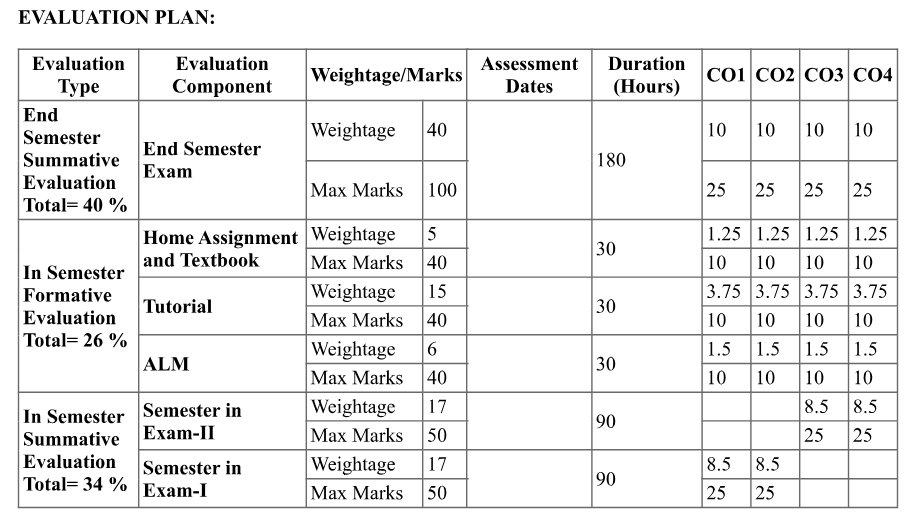 EVALUATION PLAN:
Evaluation Type Evaluation Component Weightage/Marks Assessment Dates Duration (Hours) CO1 CO2 CO3 CO4
End Semester Summative Evaluation Total= 40 % End Semester Exam Weightage 40 180 10 10 10 10
Max Marks 100 25 25 25 25
In Semester Formative Evaluation Total= 26 % Home Assignment and Textbook Weightage 5 30 1.25 1.25 1.25 1.25
Max Marks 40 10 10 10 10
Tutorial Weightage 15 30 3.75 3.75 3.75 3.75
Max Marks 40 10 10 10 10
ALM Weightage 6 30 1.5 1.5 1.5 1.5
Max Marks 40 10 10 10 10
In Semester Summative Evaluation Total= 34 % Semester in Exam-II Weightage 17 90 8.5 8.5
Max Marks 50 25 25
Semester in Exam-I Weightage 17 90 8.5 8.5
Max Marks 50 25 25